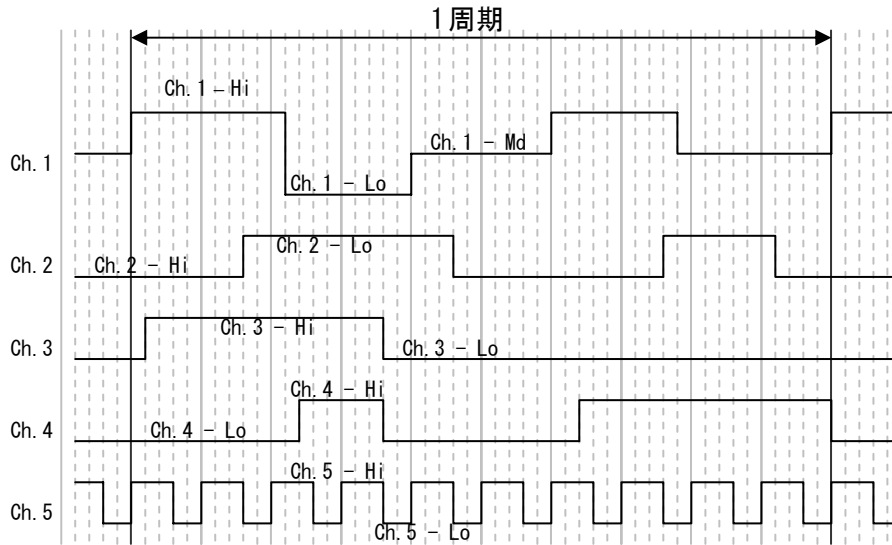 1周期
Ch.1－Hi
Ch.1 － Md
Ch.1
Ch.1 － Lo
Ch.2 － Lo
Ch.2
Ch.2 － Hi
Ch.3 － Hi
Ch.3
Ch.3 － Lo
Ch.4 － Hi
Ch.4
Ch.4 － Lo
Ch.5 － Hi
Ch.5
Ch.5 － Lo